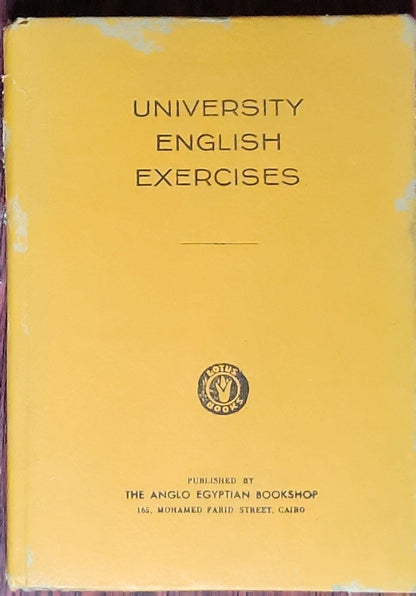 UNIVERSITY
ENGLISH
EXERCISES
LOTUS
BOOKS
PUBLISHED BY
THE ANGLO EGYPTIAN BOOKSHOP
165, MOHAMED FARID STREET, CAIRO